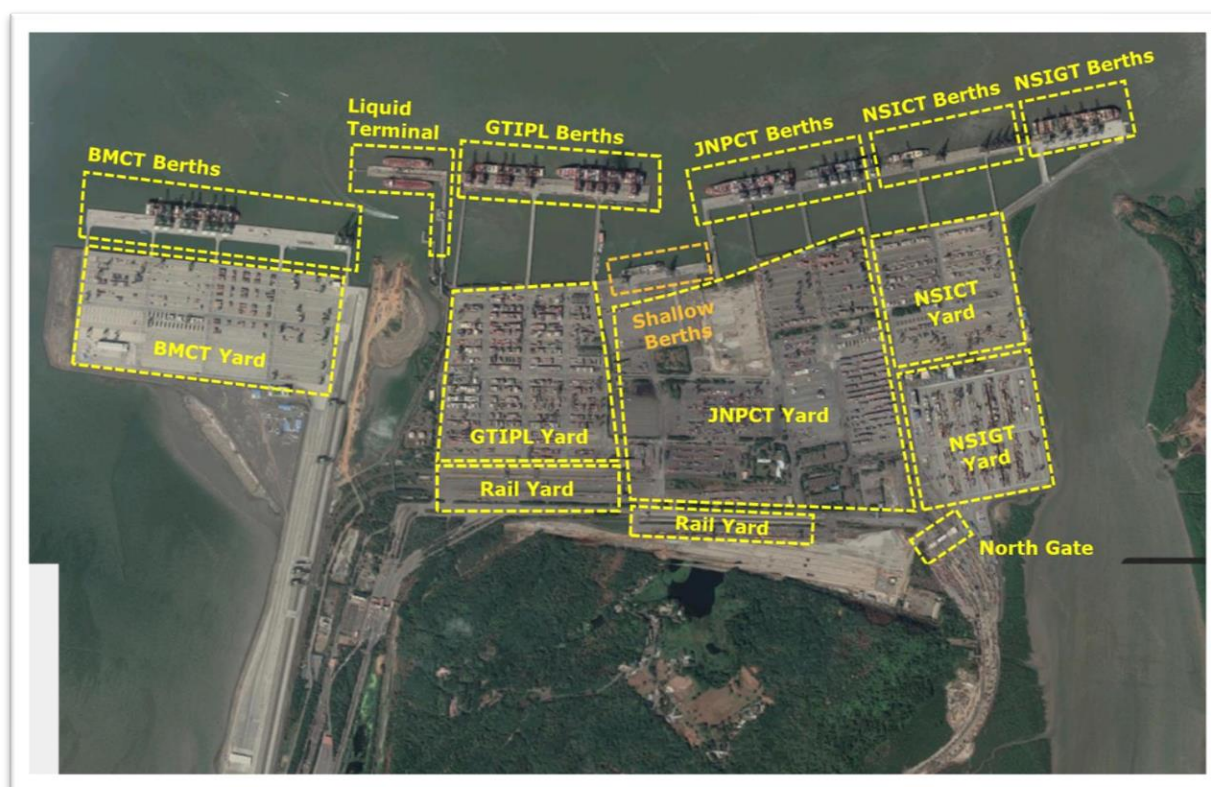 NSIGT Berths
NSICT Berths
JNPCT Berths
GTIPL Berths
Liquid
Terminal
BMCT Berths
Shallow
Berths
NSICT
Yard
BMCT Yard
JNPCT Yard
GTIPL Yard
NSIGT
Yard
Rail Yard
Rail Yard
North Gate